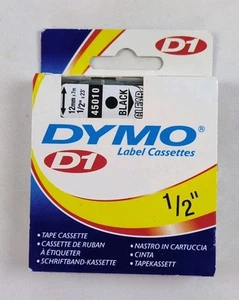 D1
12mm x 7m
1/2" x 23'
45010
BLACK
CLEAR
DYMO®
D1
Label Cassettes
1/2"
• TAPE CASSETTE
• CASSETTE DE RUBAN
À ÉTIQUETER
• SCHRIFTBAND-KASSETTE
• NASTRO IN CARTUCCIA
• CINTA
• TAPEKASSETT